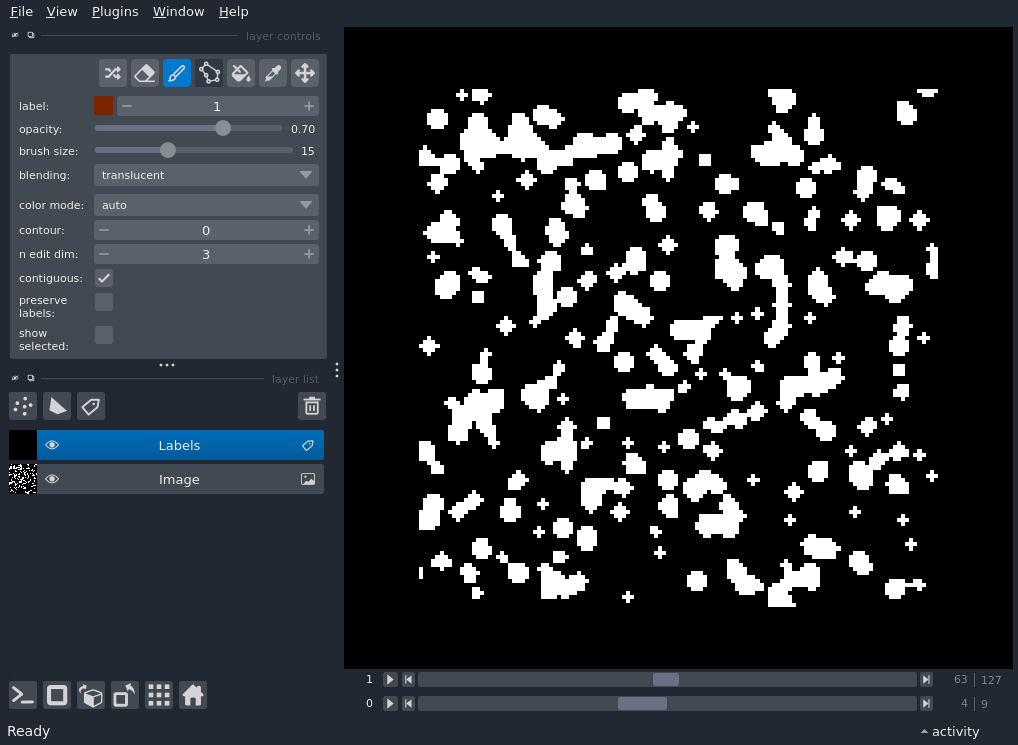 File View Plugins Window Help
layer controls
label: 1
opacity: 0.70
brush size: 15
blending: translucent
color mode: auto
contour: 0
n edit dim: 3
contiguous:
preserve
labels:
show
selected:
layer list
Labels
Image
1 63 127
0 4 9
Ready activity